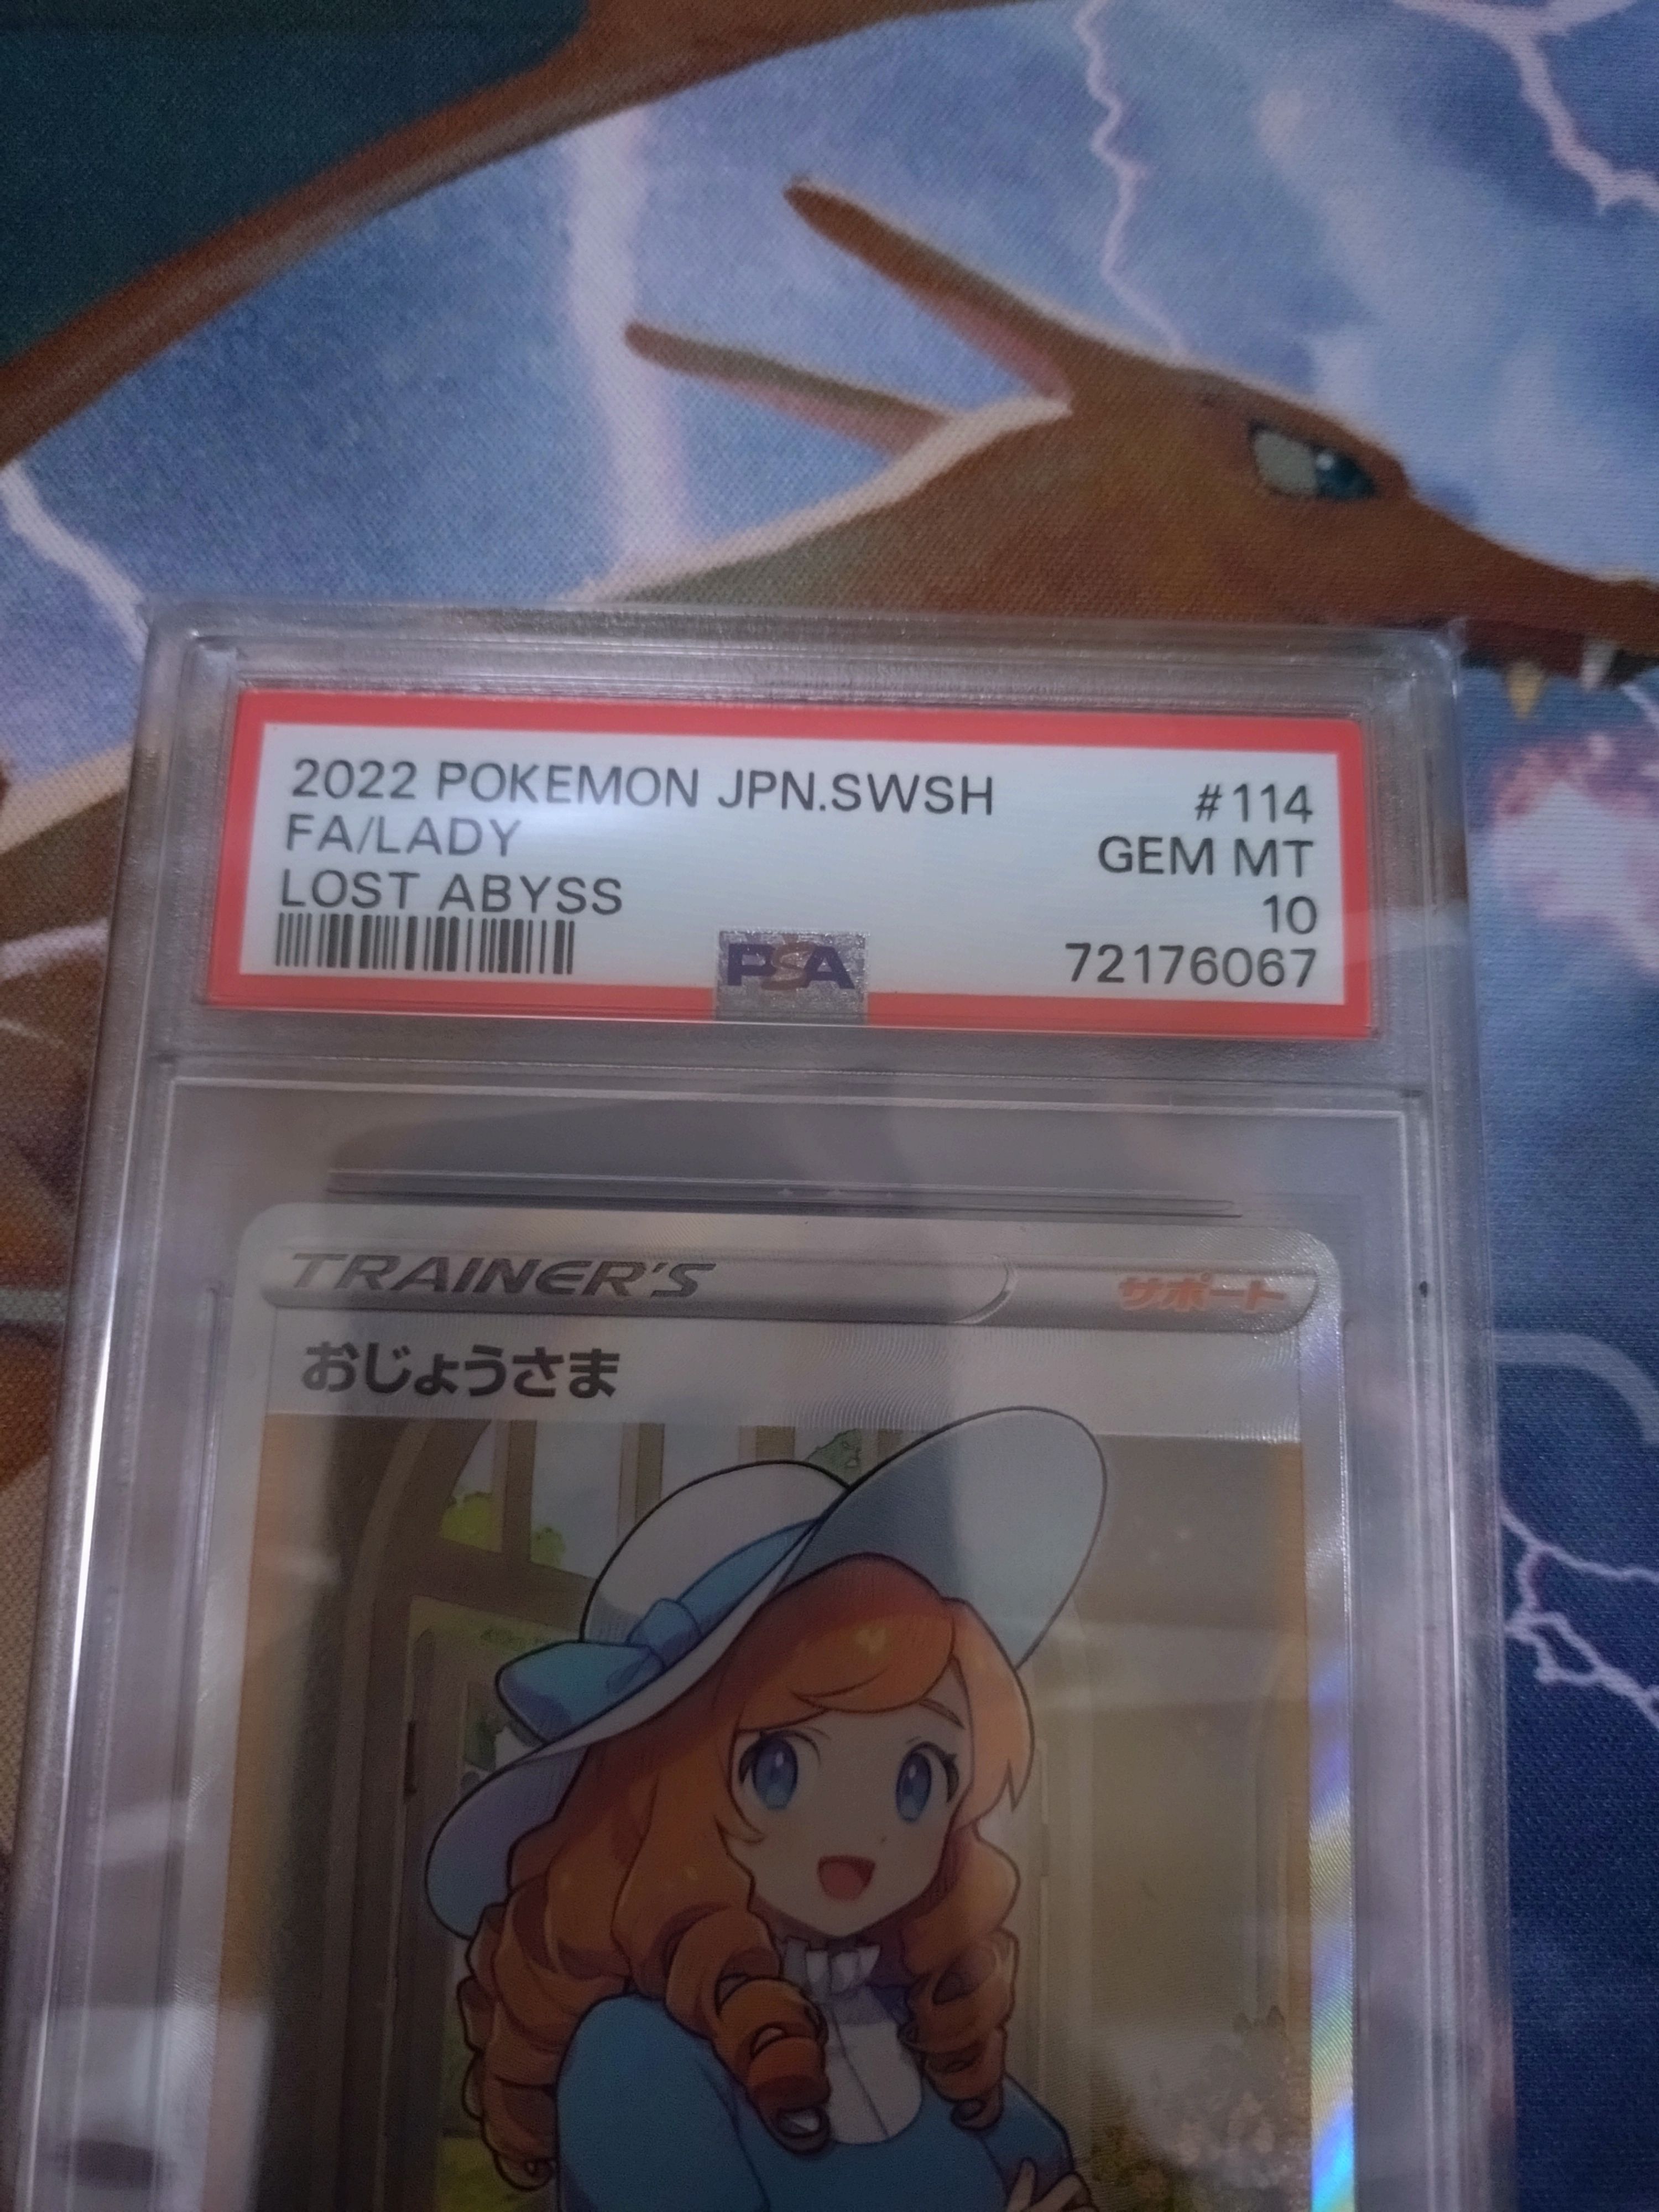 2022 POKEMON JPN.SWSH #114
FA/LADY GEM MT
LOST ABYSS 10
PSA 72176067
TRAINER'S サポート
おじょうさま